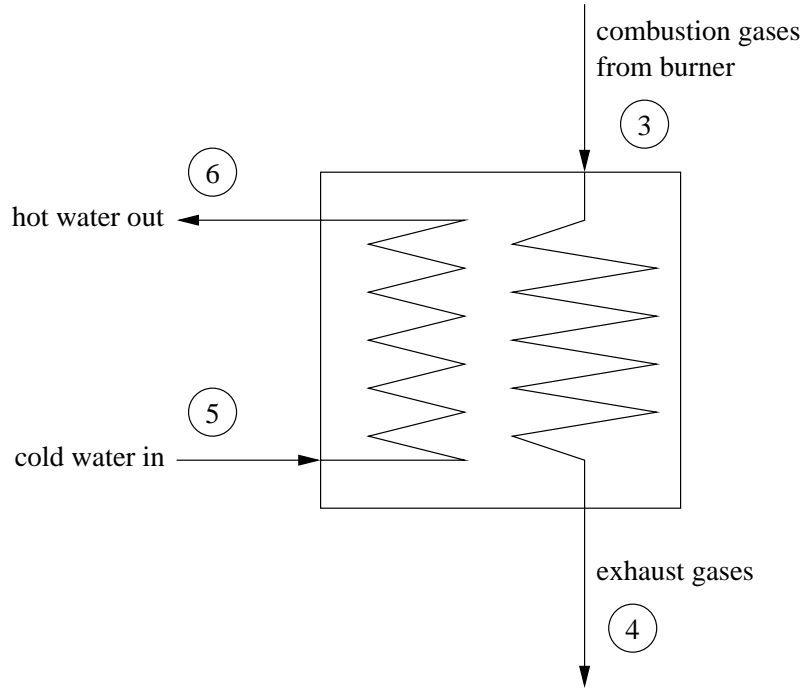 combustion gases
from burner
3
6
hot water out
5
cold water in
exhaust gases
4